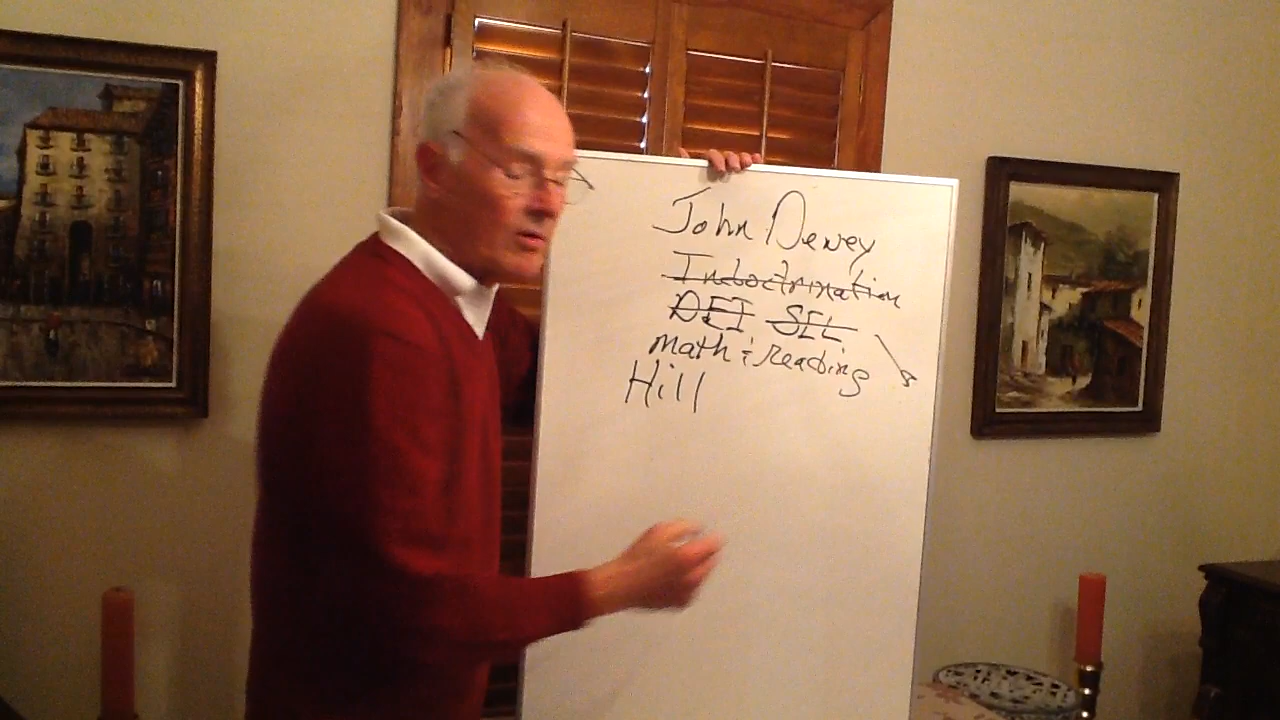 John Dewey
Indoctrination
DEI SEL
math & Reading
Hill